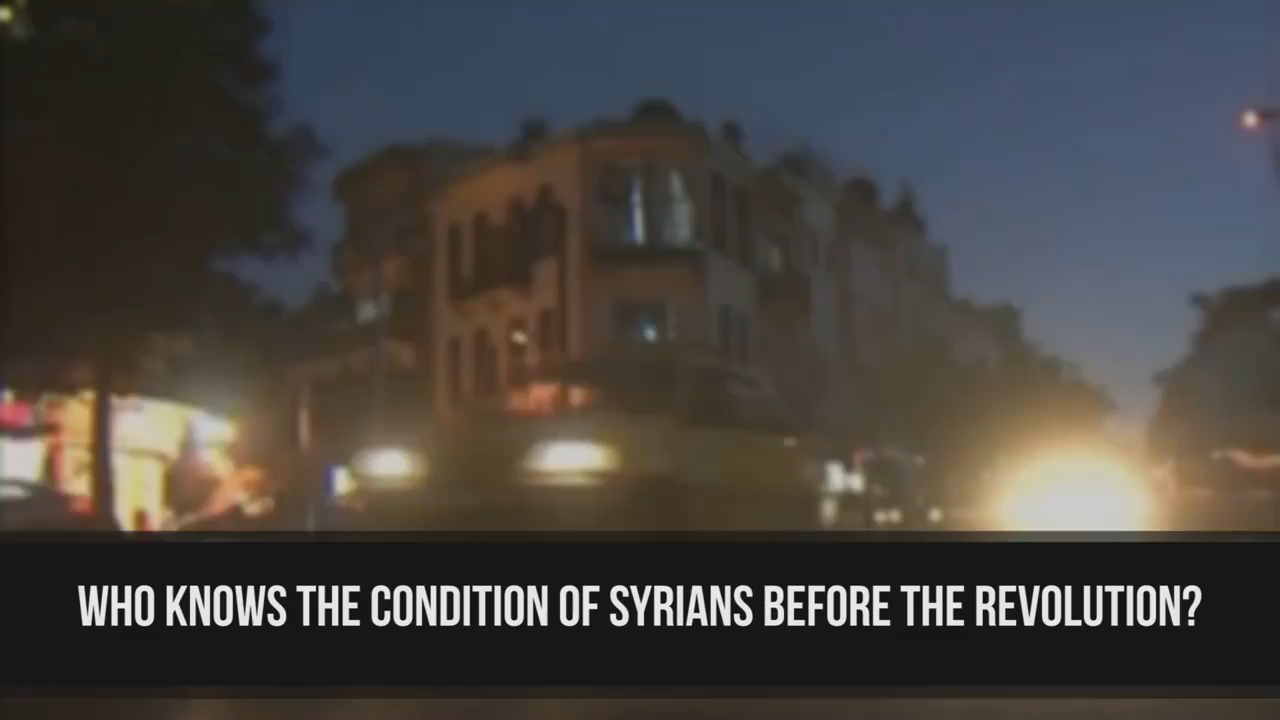 WHO KNOWS THE CONDITION OF SYRIANS BEFORE THE REVOLUTION?